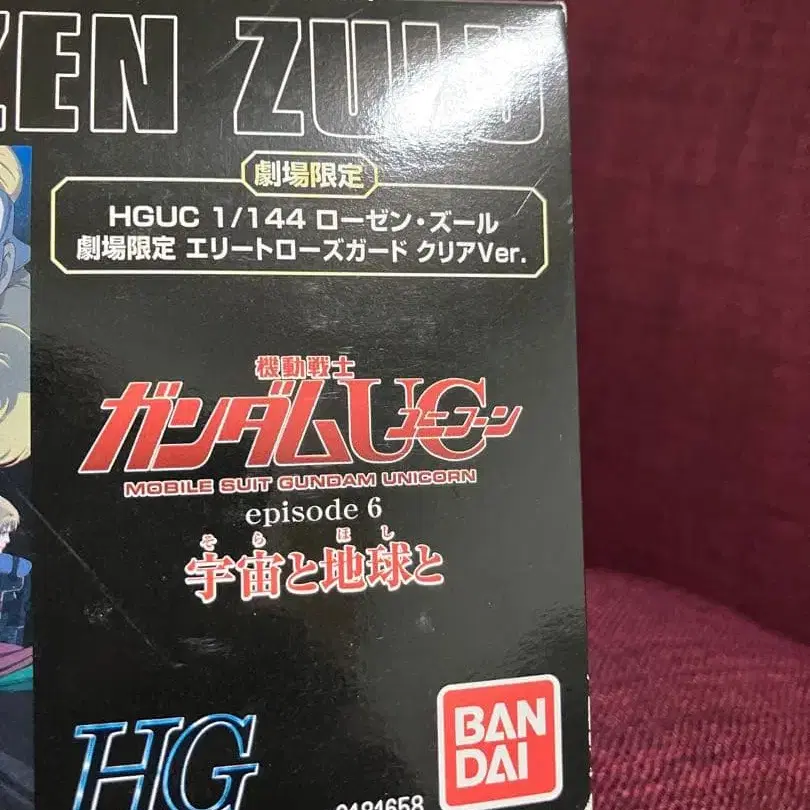 ZEN ZULU
劇場限定
HGUC 1/144 ローゼン・ズール
劇場限定 エリートローズガード クリアVer.
機動戦士
ガンダムUC
ユニコーン
MOBILE SUIT GUNDAM UNICORN
episode 6
そら ほし
宇宙と地球と
HG
BAN
DAI
0181658